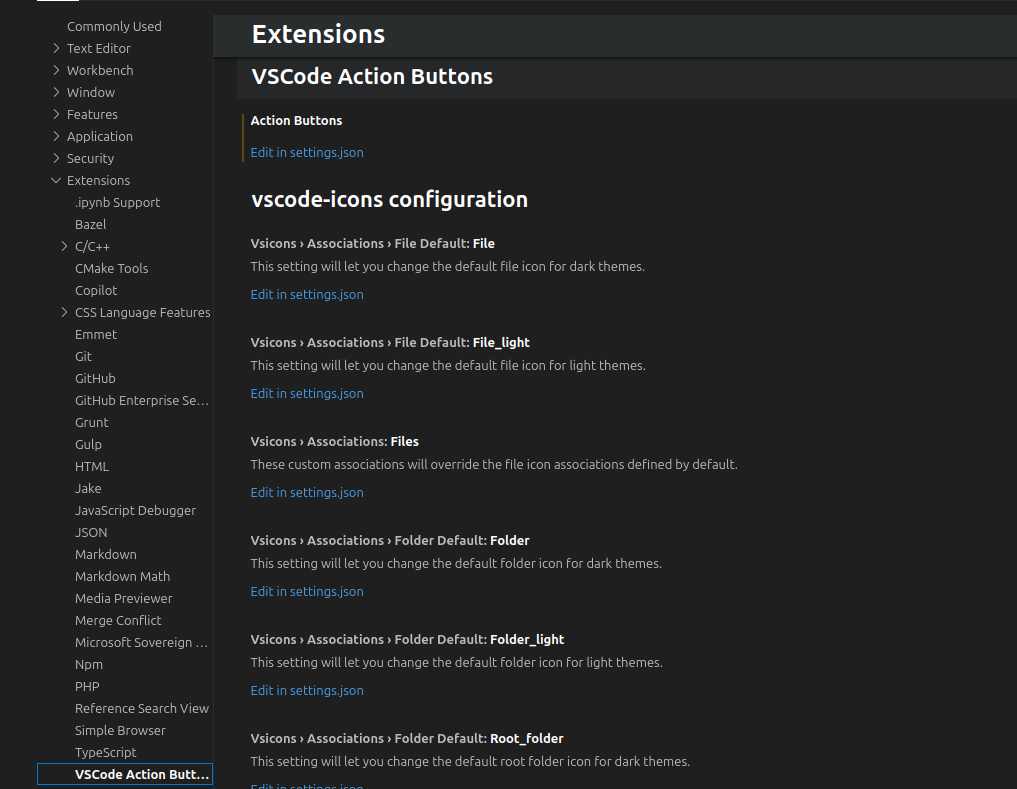 Commonly Used
Text Editor
Workbench
Window
Features
Application
Security
Extensions
.ipynb Support
Bazel
C/C++
CMake Tools
Copilot
CSS Language Features
Emmet
Git
GitHub
GitHub Enterprise Se...
Grunt
Gulp
HTML
Jake
JavaScript Debugger
JSON
Markdown
Markdown Math
Media Previewer
Merge Conflict
Microsoft Sovereign ...
Npm
PHP
Reference Search View
Simple Browser
TypeScript
VSCode Action Butt...
Extensions
VSCode Action Buttons
Action Buttons
Edit in settings.json
vscode-icons configuration
Vsicons › Associations › File Default: File
This setting will let you change the default file icon for dark themes.
Edit in settings.json
Vsicons › Associations › File Default: File_light
This setting will let you change the default file icon for light themes.
Edit in settings.json
Vsicons › Associations: Files
These custom associations will override the file icon associations defined by default.
Edit in settings.json
Vsicons › Associations › Folder Default: Folder
This setting will let you change the default folder icon for dark themes.
Edit in settings.json
Vsicons › Associations › Folder Default: Folder_light
This setting will let you change the default folder icon for light themes.
Edit in settings.json
Vsicons › Associations › Folder Default: Root_folder
This setting will let you change the default root folder icon for dark themes.
Edit in settings.json